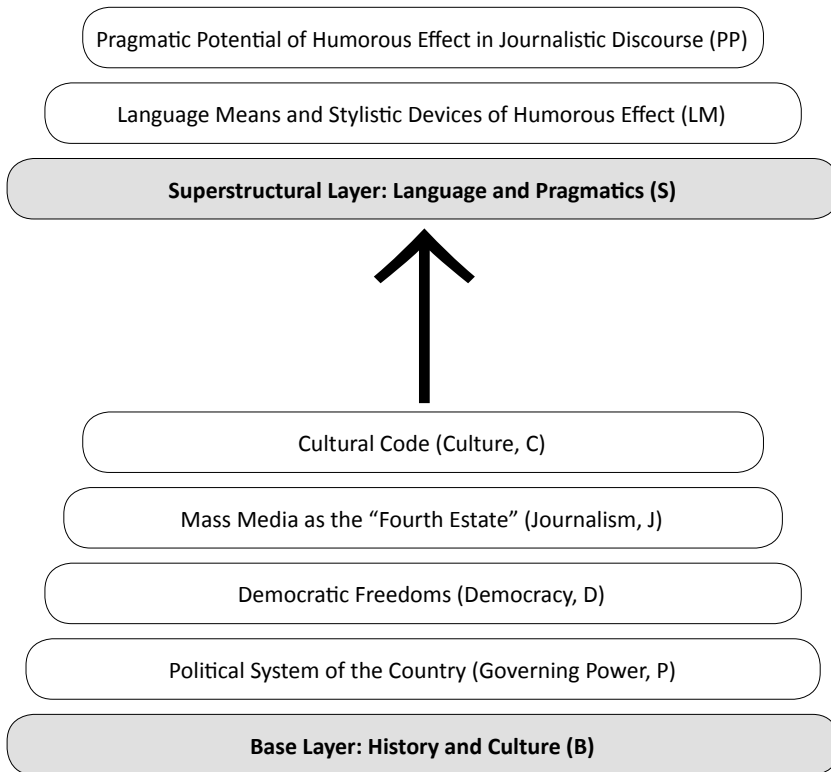 Pragmatic Potential of Humorous Effect in Journalistic Discourse (PP)
Language Means and Stylistic Devices of Humorous Effect (LM)
Superstructural Layer: Language and Pragmatics (S)
Cultural Code (Culture, C)
Mass Media as the “Fourth Estate” (Journalism, J)
Democratic Freedoms (Democracy, D)
Political System of the Country (Governing Power, P)
Base Layer: History and Culture (B)